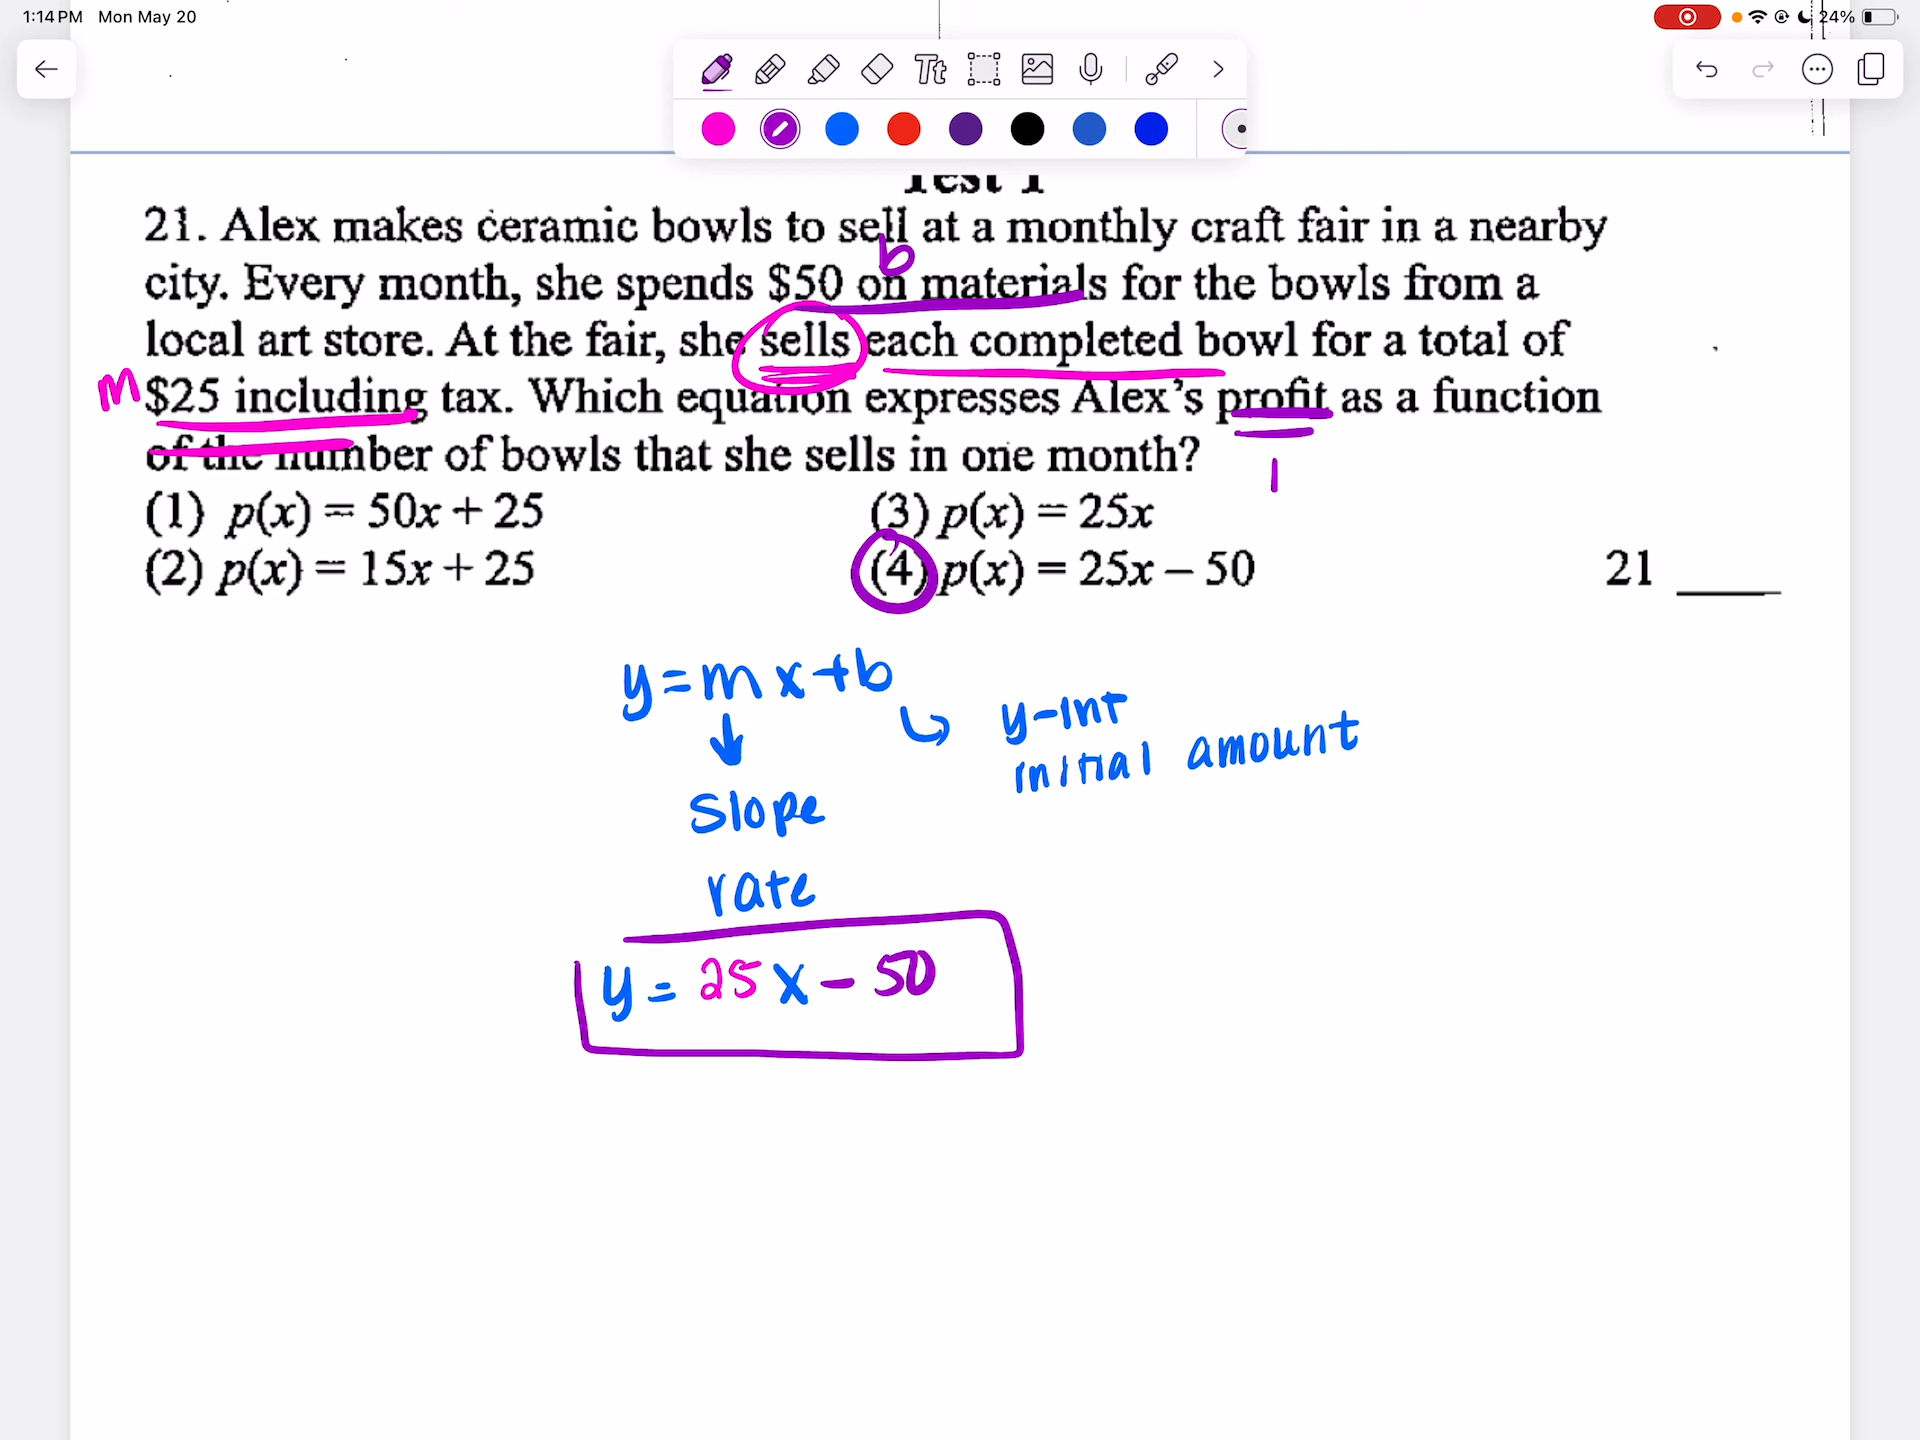 1:14 PM Mon May 20
24%
Tt
Test 1
21. Alex makes ceramic bowls to sell at a monthly craft fair in a nearby
b
city. Every month, she spends $50 on materials for the bowls from a
local art store. At the fair, she sells each completed bowl for a total of
m $25 including tax. Which equation expresses Alex's profit as a function
of the number of bowls that she sells in one month?
(1) p(x) = 50x + 25
(3) p(x) = 25x
(2) p(x) = 15x + 25
(4) p(x) = 25x – 50
21 ____
y = mx + b
y-int
initial amount
slope
rate
y = 25x - 50